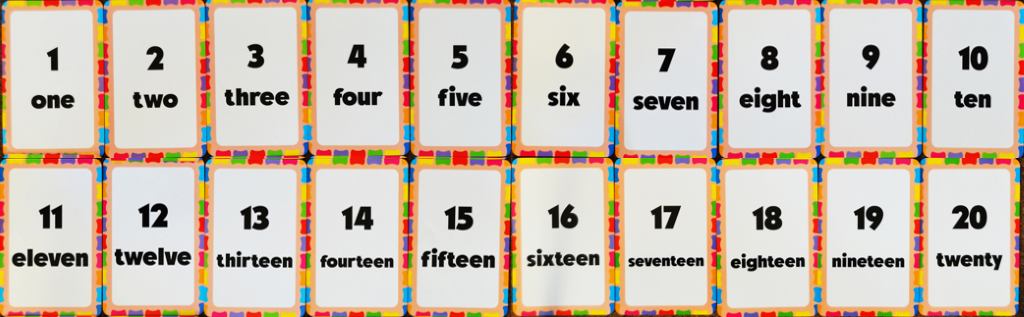 1
one
2
two
3
three
4
four
5
five
6
six
7
seven
8
eight
9
nine
10
ten
11
eleven
12
twelve
13
thirteen
14
fourteen
15
fifteen
16
sixteen
17
seventeen
18
eighteen
19
nineteen
20
twenty